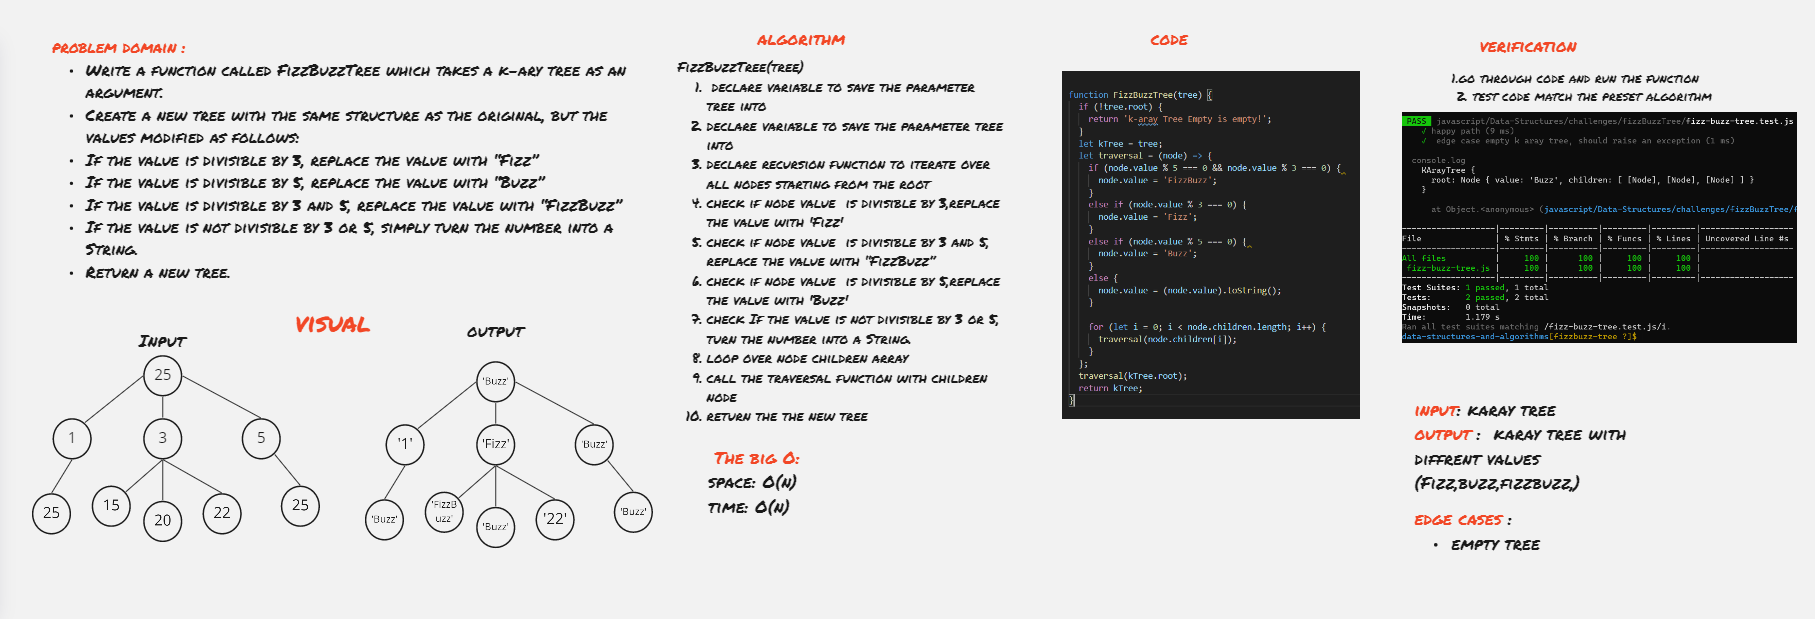 PROBLEM DOMAIN :
• WRITE A FUNCTION CALLED FIZZBUZZTREE WHICH TAKES A K-ARY TREE AS AN
ARGUMENT.
• CREATE A NEW TREE WITH THE SAME STRUCTURE AS THE ORIGINAL, BUT THE
VALUES MODIFIED AS FOLLOWS:
• IF THE VALUE IS DIVISIBLE BY 3, REPLACE THE VALUE WITH "FIZZ"
• IF THE VALUE IS DIVISIBLE BY 5, REPLACE THE VALUE WITH "BUZZ"
• IF THE VALUE IS DIVISIBLE BY 3 AND 5, REPLACE THE VALUE WITH "FIZZBUZZ"
• IF THE VALUE IS NOT DIVISIBLE BY 3 OR 5, SIMPLY TURN THE NUMBER INTO A
STRING.
• RETURN A NEW TREE.
VISUAL
INPUT
25
1 3 5
25 15 20 22 25
OUTPUT
'Buzz'
'1' 'Fizz' 'Buzz'
'Buzz' 'FizzB
uzz' 'Buzz' '22' 'Buzz'
ALGORITHM
FIZZBUZZTREE(TREE)
1. DECLARE VARIABLE TO SAVE THE PARAMETER
TREE INTO
2. DECLARE VARIABLE TO SAVE THE PARAMETER TREE
INTO
3. DECLARE RECURSION FUNCTION TO ITERATE OVER
ALL NODES STARTING FROM THE ROOT
4. CHECK IF NODE VALUE IS DIVISIBLE BY 3,REPLACE
THE VALUE WITH 'FIZZ'
5. CHECK IF NODE VALUE IS DIVISIBLE BY 3 AND 5,
REPLACE THE VALUE WITH "FIZZBUZZ"
6. CHECK IF NODE VALUE IS DIVISIBLE BY 5,REPLACE
THE VALUE WITH 'BUZZ'
7. CHECK IF THE VALUE IS NOT DIVISIBLE BY 3 OR 5,
TURN THE NUMBER INTO A STRING.
8. LOOP OVER NODE CHILDREN ARRAY
9. CALL THE TRAVERSAL FUNCTION WITH CHILDREN
NODE
10. RETURN THE THE NEW TREE
THE BIG O:
SPACE: O(N)
TIME: O(N)
CODE
function FizzBuzzTree(tree) {
if (!tree.root) {
return 'k-aray Tree Empty is empty!';
}
let kTree = tree;
let traversal = (node) => {
if (node.value % 5 === 0 && node.value % 3 === 0) {
node.value = 'FizzBuzz';
}
else if (node.value % 3 === 0) {
node.value = 'Fizz';
}
else if (node.value % 5 === 0) {
node.value = 'Buzz';
}
else {
node.value = (node.value).toString();
}
for (let i = 0; i < node.children.length; i++) {
traversal(node.children[i]);
}
};
traversal(kTree.root);
return kTree;
}
VERIFICATION
1.GO THROUGH CODE AND RUN THE FUNCTION
2. TEST CODE MATCH THE PRESET ALGORITHM
PASS javascript/Data-Structures/challenges/fizzBuzzTree/fizz-buzz-tree.test.js
√ happy path (9 ms)
√ edge case empty k aray tree, should raise an exception (1 ms)
console.log
KArayTree {
root: Node { value: 'Buzz', children: [ [Node], [Node], [Node] ] }
}
at Object.<anonymous> (javascript/Data-Structures/challenges/fizzBuzzTree/f
File | % Stmts | % Branch | % Funcs | % Lines | Uncovered Line #s
All files | 100 | 100 | 100 | 100 |
fizz-buzz-tree.js | 100 | 100 | 100 | 100 |
Test Suites: 1 passed, 1 total
Tests: 2 passed, 2 total
Snapshots: 0 total
Time: 1.179 s
Ran all test suites matching /fizz-buzz-tree.test.js/i.
data-structures-and-algorithms[fizzbuzz-tree ?]$
INPUT: KARAY TREE
OUTPUT : KARAY TREE WITH
DIFFRENT VALUES
(FIZZ,BUZZ,FIZZBUZZ,)
EDGE CASES :
• EMPTY TREE